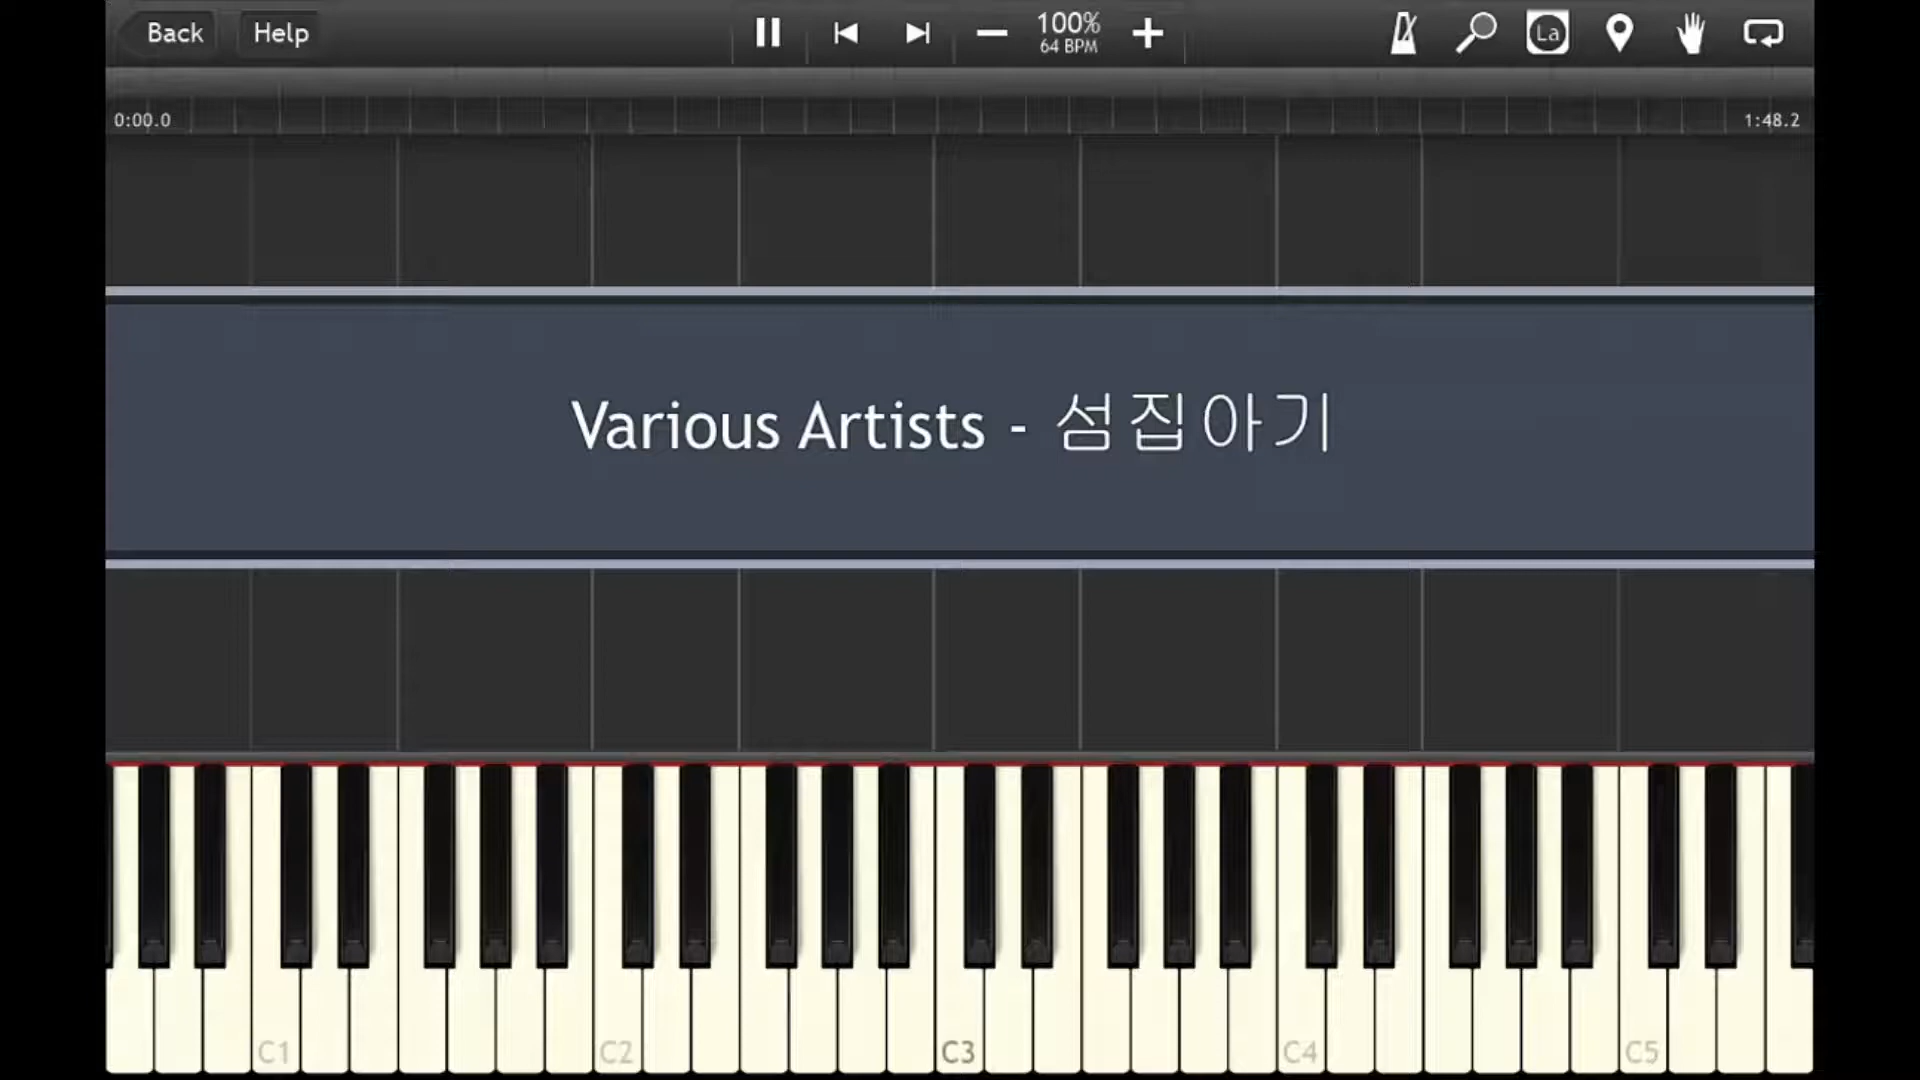 Back Help 100% La
64 BPM
0:00.0 1:48.2
Various Artists - 섬집아기
C1 C2 C3 C4 C5